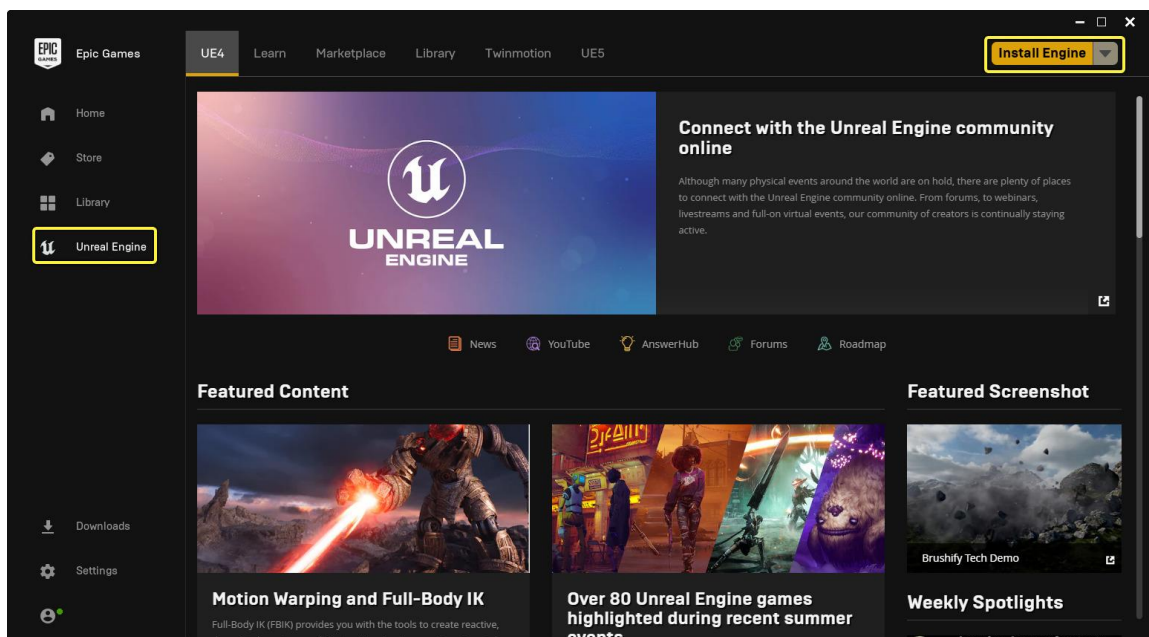 EPIC
GAMES
Epic Games
UE4
Learn
Marketplace
Library
Twinmotion
UE5
Install Engine
Home
Store
Library
Unreal Engine
Downloads
Settings
UNREAL
ENGINE
Connect with the Unreal Engine community
online
Although many physical events around the world are on hold, there are plenty of places
to connect with the Unreal Engine community online. From forums, to webinars,
livestreams and full-on virtual events, our community of creators is continually staying
active.
News
YouTube
AnswerHub
Forums
Roadmap
Featured Content
Motion Warping and Full-Body IK
Full-Body IK (FBIK) provides you with the tools to create reactive,
Over 80 Unreal Engine games
highlighted during recent summer
events
Featured Screenshot
Brushify Tech Demo
Weekly Spotlights